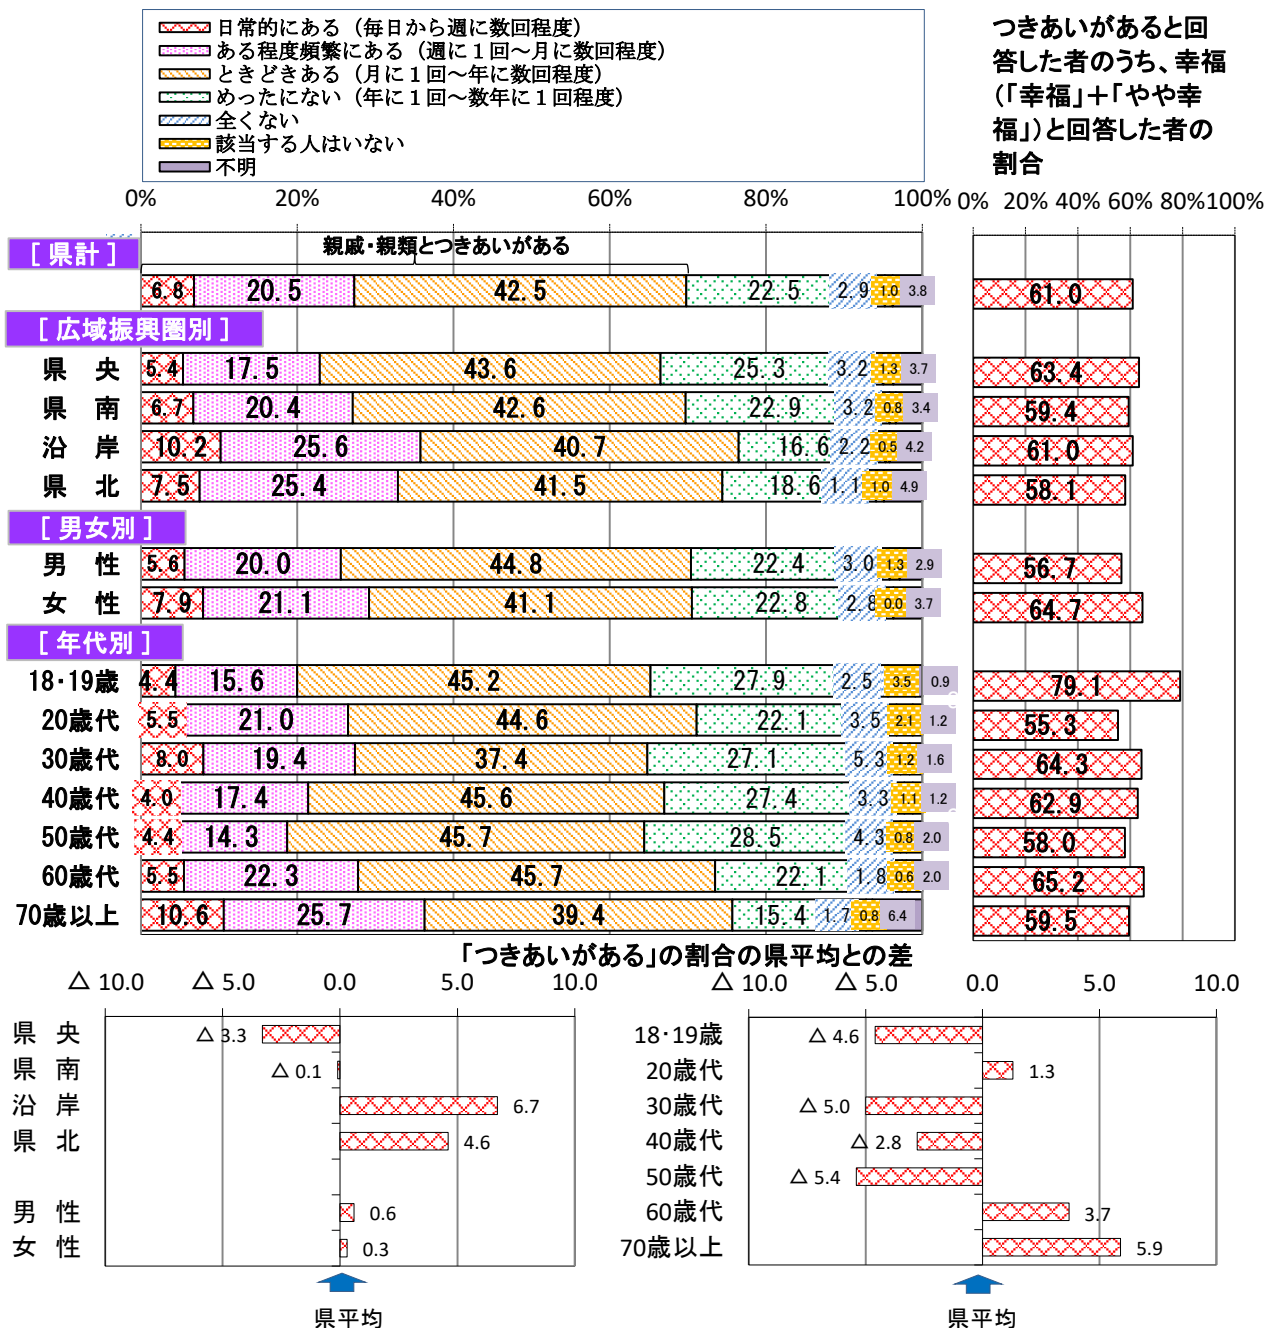 日常的にある（毎日から週に数回程度）
ある程度頻繁にある（週に１回～月に数回程度）
ときどきある（月に１回～年に数回程度）
めったにない（年に１回～数年に１回程度）
全くない
該当する人はいない
不明
つきあいがあると回
答した者のうち、幸福
（「幸福」＋「やや幸
福」）と回答した者の
割合
0% 20% 40% 60% 80% 100%
0% 20% 40% 60% 80% 100%
［県計］
親戚・親類とつきあいがある
6.8 20.5 42.5 22.5 2.9 1.0 3.8 61.0
［広域振興圏別］
県 央 5.4 17.5 43.6 25.3 3.2 1.3 3.7 63.4
県 南 6.7 20.4 42.6 22.9 3.2 0.8 3.4 59.4
沿 岸 10.2 25.6 40.7 16.6 2.2 0.5 4.2 61.0
県 北 7.5 25.4 41.5 18.6 1.1 1.0 4.9 58.1
［男女別］
男 性 5.6 20.0 44.8 22.4 3.0 1.3 2.9 56.7
女 性 7.9 21.1 41.1 22.8 2.8 0.0 3.7 64.7
［年代別］
18・19歳 4.4 15.6 45.2 27.9 2.5 3.5 0.9 79.1
20歳代 5.5 21.0 44.6 22.1 3.5 2.1 1.2 55.3
30歳代 8.0 19.4 37.4 27.1 5.3 1.2 1.6 64.3
40歳代 4.0 17.4 45.6 27.4 3.3 1.1 1.2 62.9
50歳代 4.4 14.3 45.7 28.5 4.3 0.8 2.0 58.0
60歳代 5.5 22.3 45.7 22.1 1.8 0.6 2.0 65.2
70歳以上 10.6 25.7 39.4 15.4 1.7 0.8 6.4 59.5
「つきあいがある」の割合の県平均との差
△ 10.0 △ 5.0 0.0 5.0 10.0
県 央 △ 3.3
県 南 △ 0.1
沿 岸 6.7
県 北 4.6
男 性 0.6
女 性 0.3
県平均
△ 10.0 △ 5.0 0.0 5.0 10.0
18・19歳 △ 4.6
20歳代 1.3
30歳代 △ 5.0
40歳代 △ 2.8
50歳代 △ 5.4
60歳代 3.7
70歳以上 5.9
県平均